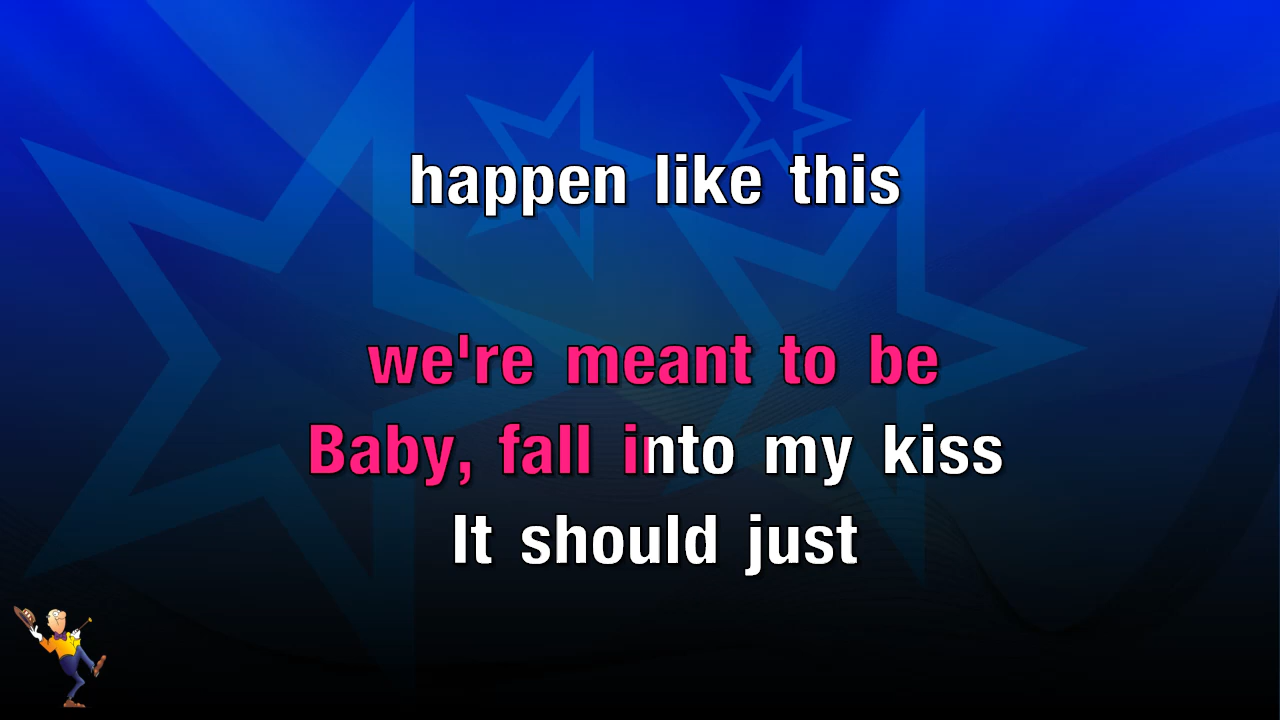 happen like this
we're meant to be
Baby, fall into my kiss
It should just